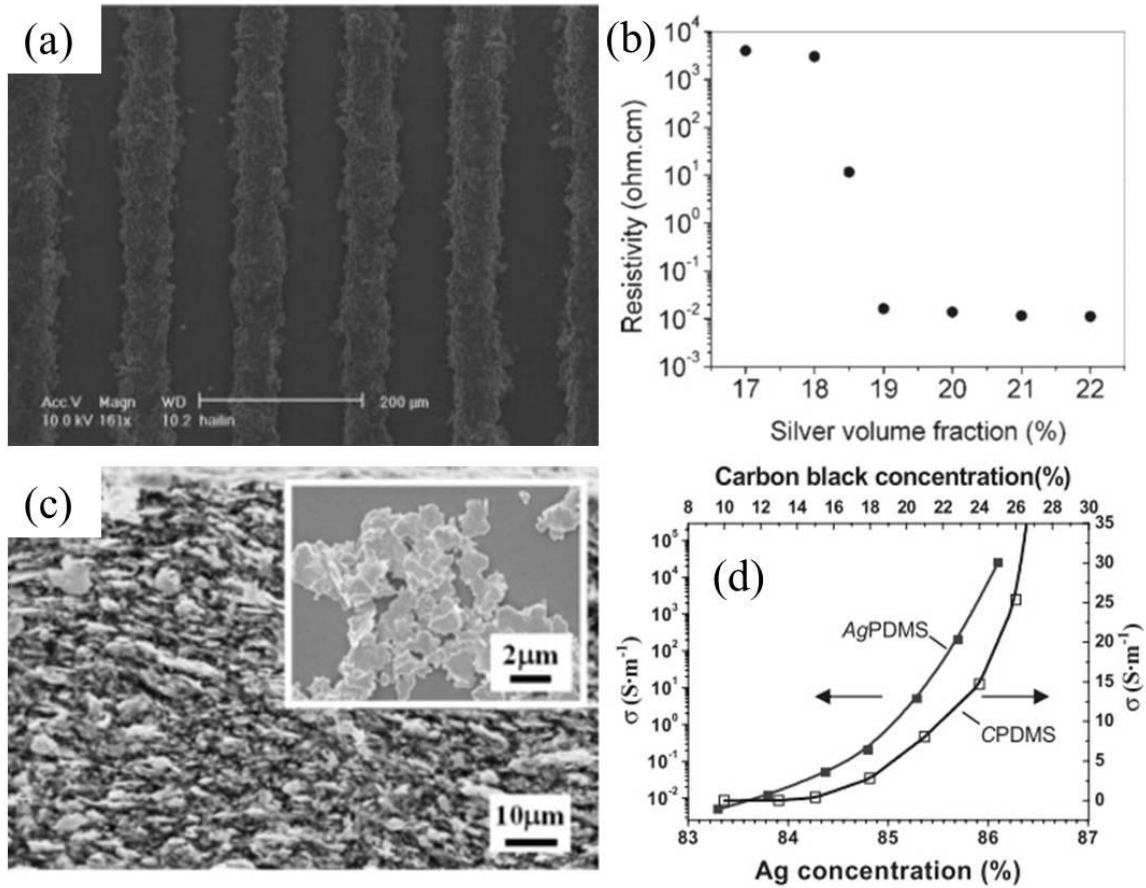 (a)
Acc.V Magn WD 200 µm
10.0 kV 161x 10.2 hailin
(b)
10^4
10^3
10^2
10^1
10^0
10^-1
10^-2
10^-3
Resistivity (ohm.cm)
17 18 19 20 21 22
Silver volume fraction (%)
(c)
2µm
10µm
Carbon black concentration(%)
8 10 12 14 16 18 20 22 24 26 28 30
(d)
10^5
10^4
10^3
10^2
10^1
10^0
10^-1
10^-2
σ (S·m^-1)
AgPDMS
CPDMS
35
30
25
20
15
10
5
0
σ (S·m^-1)
83 84 85 86 87
Ag concentration (%)